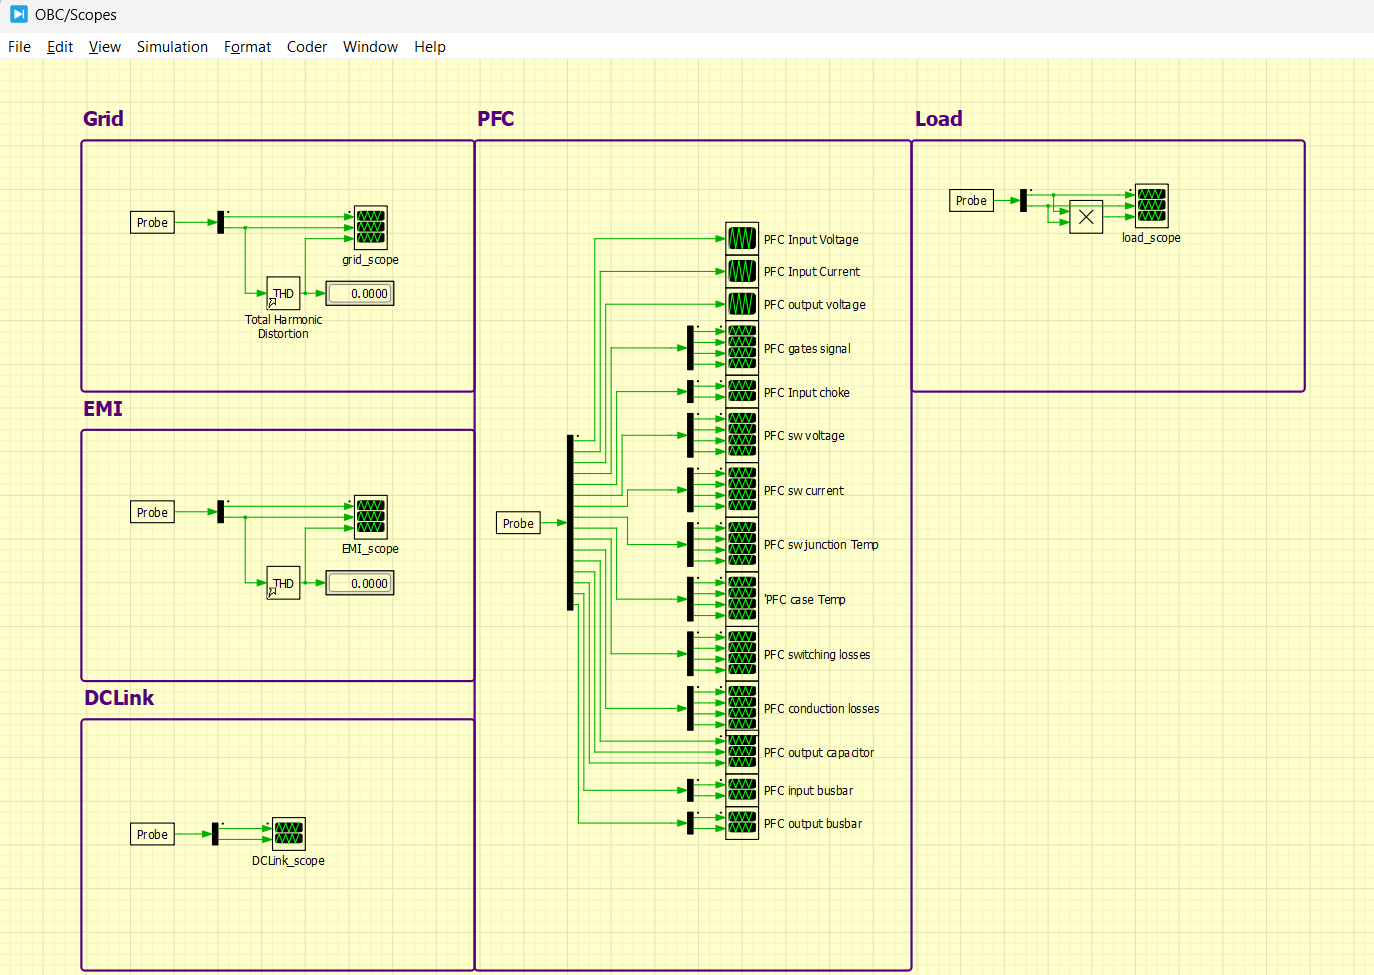 OBC/Scopes
File Edit View Simulation Format Coder Window Help
Grid
Probe
grid_scope
THD
0.0000
Total Harmonic
Distortion
EMI
Probe
EMI_scope
THD
0.0000
DCLink
Probe
DCLink_scope
PFC
Probe
PFC Input Voltage
PFC Input Current
PFC output voltage
PFC gates signal
PFC Input choke
PFC sw voltage
PFC sw current
PFC sw junction Temp
'PFC case Temp
PFC switching losses
PFC conduction losses
PFC output capacitor
PFC input busbar
PFC output busbar
Load
Probe
load_scope